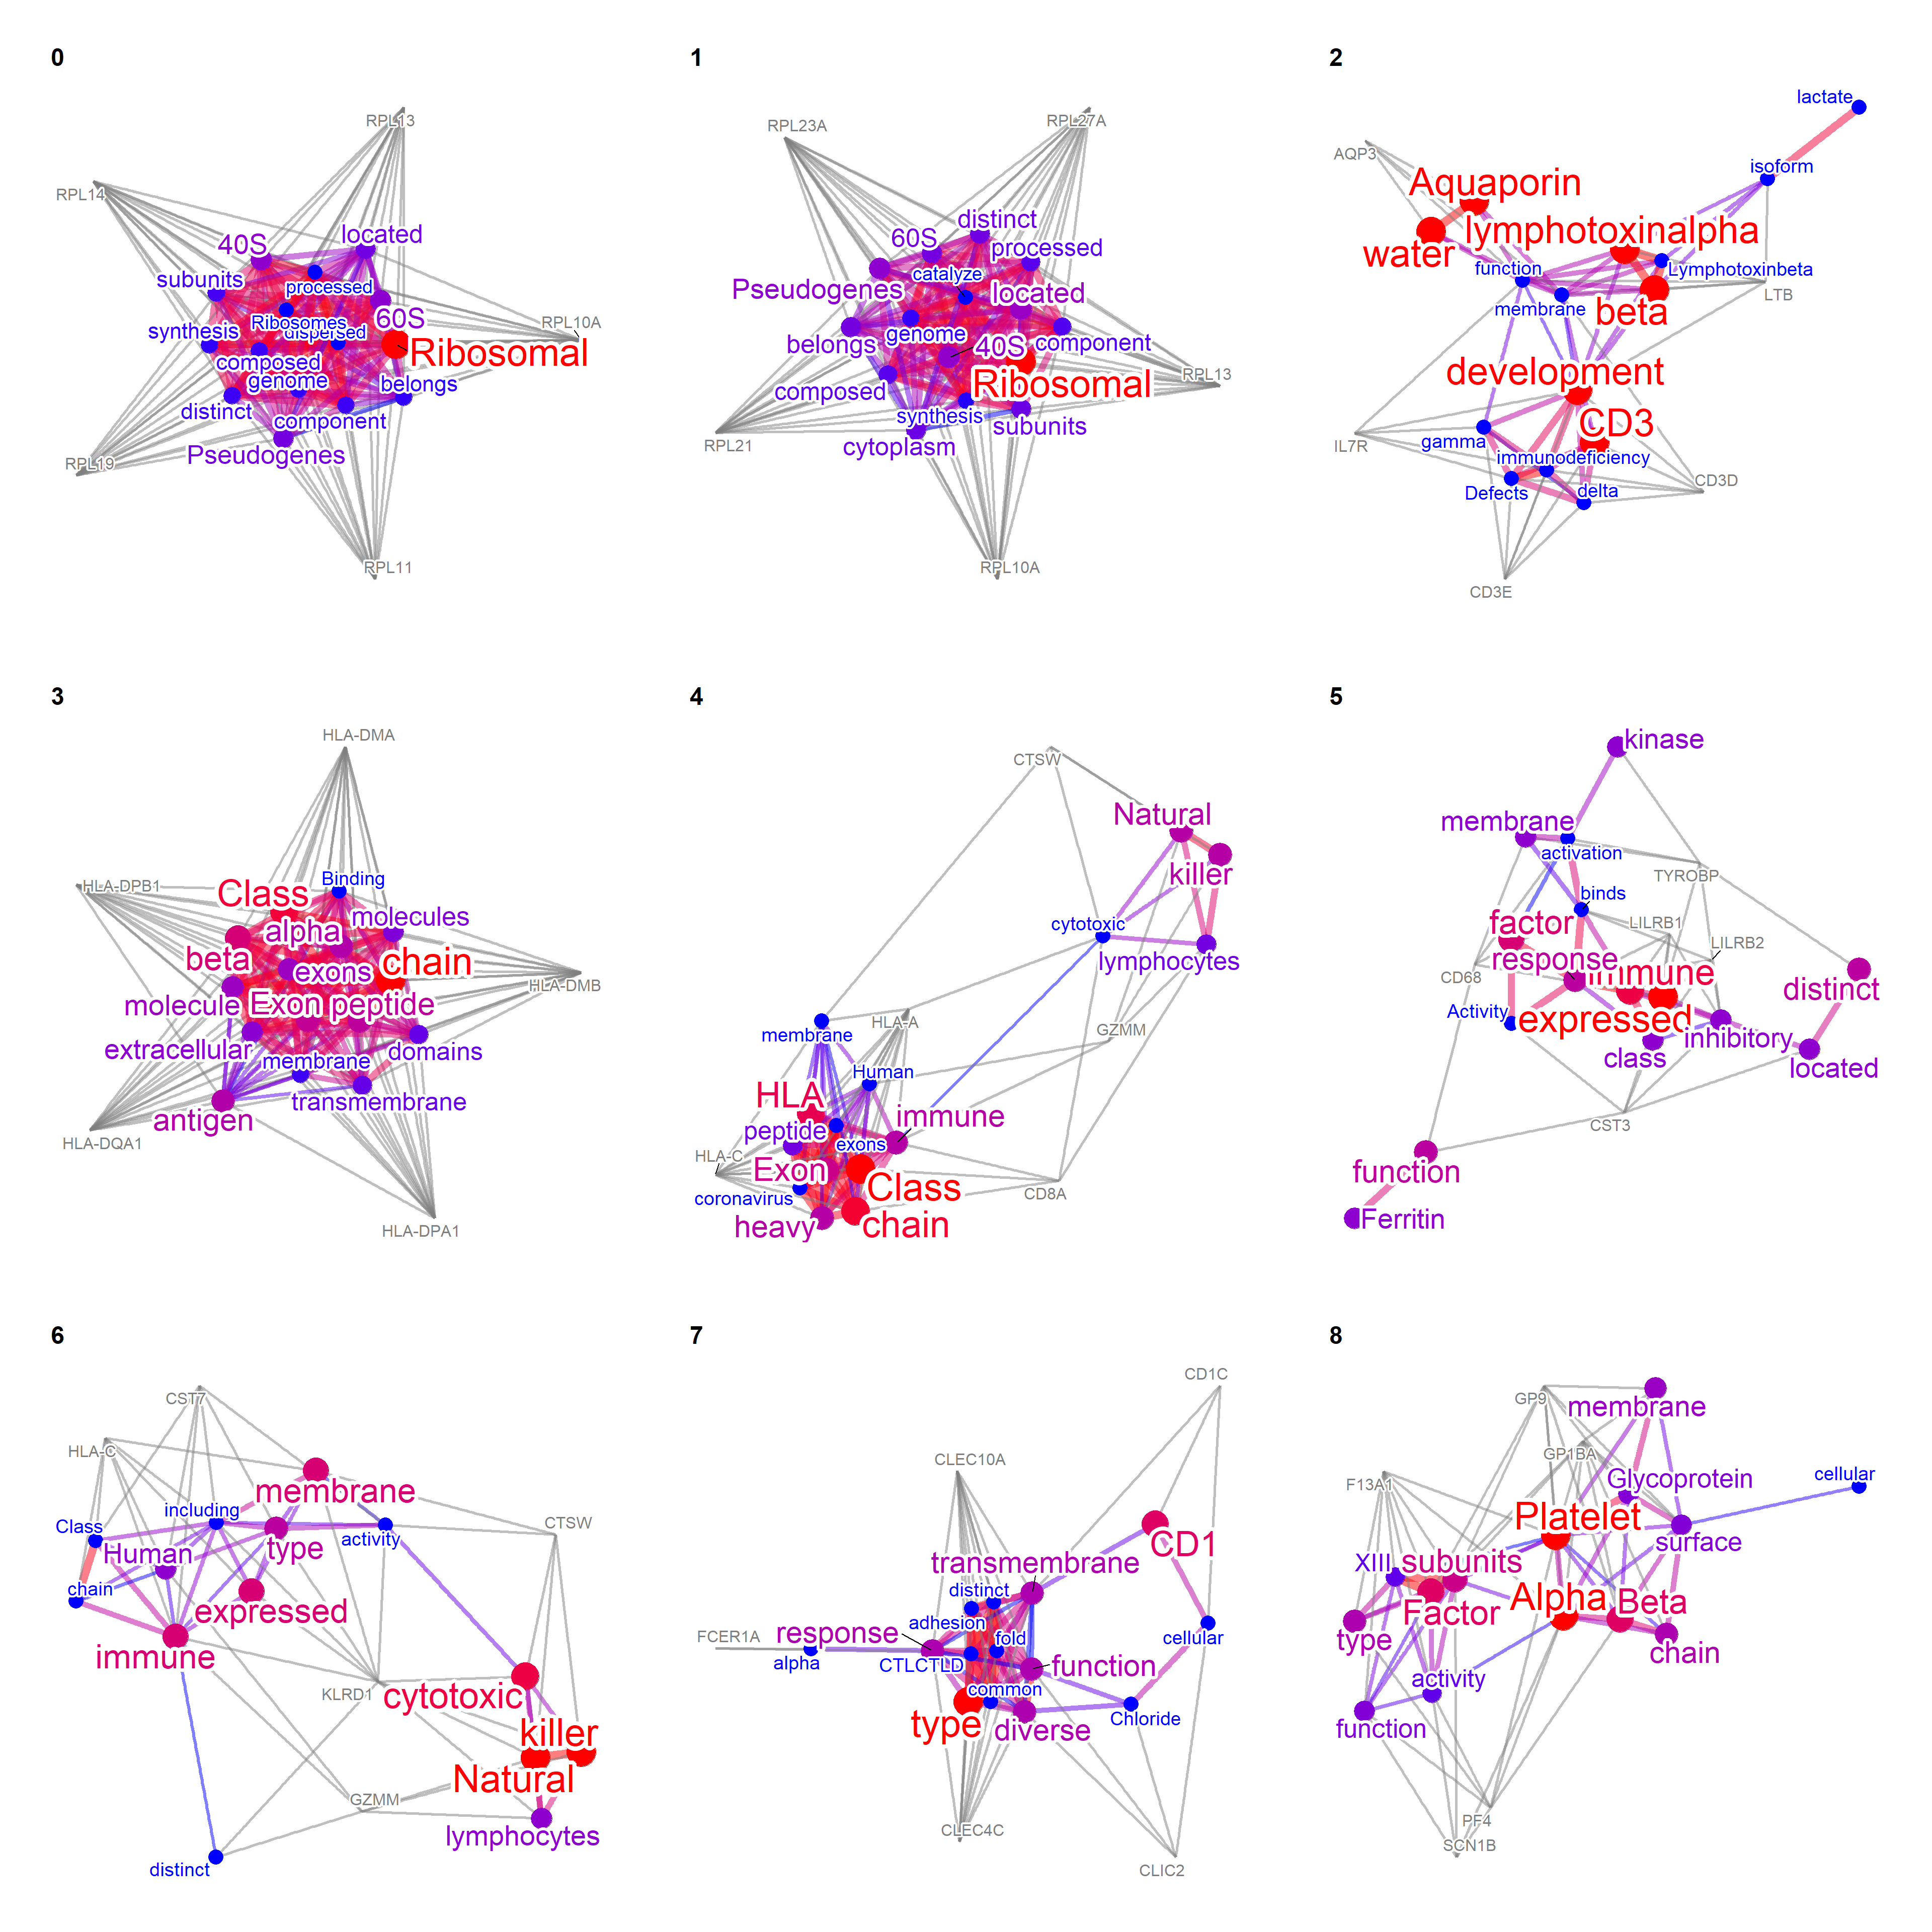 0
RPL13
RPL14
40S
located
subunits
processed
Ribosomes
dispersed
60S
RPL10A
synthesis
Ribosomal
composed
genome
belongs
distinct
component
Pseudogenes
RPL19
RPL11
1
RPL23A
RPL27A
distinct
60S
processed
catalyze
Pseudogenes
located
genome
belongs
40S
component
RPL13
composed
Ribosomal
synthesis
subunits
RPL21
cytoplasm
RPL10A
2
lactate
AQP3
isoform
Aquaporin
lymphotoxinalpha
water
function
Lymphotoxinbeta
LTB
membrane
beta
development
CD3
gamma
IL7R
immunodeficiency
CD3D
Defects
delta
CD3E
3
HLA-DMA
Binding
HLA-DPB1
Class
molecules
alpha
beta
exons
chain
HLA-DMB
molecule
Exon
peptide
extracellular
membrane
domains
transmembrane
antigen
HLA-DQA1
HLA-DPA1
4
CTSW
Natural
killer
cytotoxic
lymphocytes
HLA-A
membrane
GZMM
Human
HLA
immune
peptide
exons
HLA-C
Exon
Class
CD8A
coronavirus
heavy
chain
5
kinase
membrane
activation
TYROBP
binds
factor
LILRB1
LILRB2
response
immune
CD68
distinct
Activity
expressed
inhibitory
class
located
CST3
function
Ferritin
6
CST7
HLA-C
membrane
including
Class
CTSW
activity
Human
type
chain
expressed
immune
KLRD1
cytotoxic
killer
Natural
GZMM
lymphocytes
distinct
7
CD1C
CLEC10A
CD1
transmembrane
distinct
adhesion
response
FCER1A
fold
cellular
alpha
CTLCTLD
function
common
type
diverse
Chloride
CLEC4C
CLIC2
8
GP9
membrane
GP1BA
F13A1
Glycoprotein
cellular
Platelet
surface
XIII
subunits
Factor
Alpha
Beta
type
chain
activity
function
PF4
SCN1B